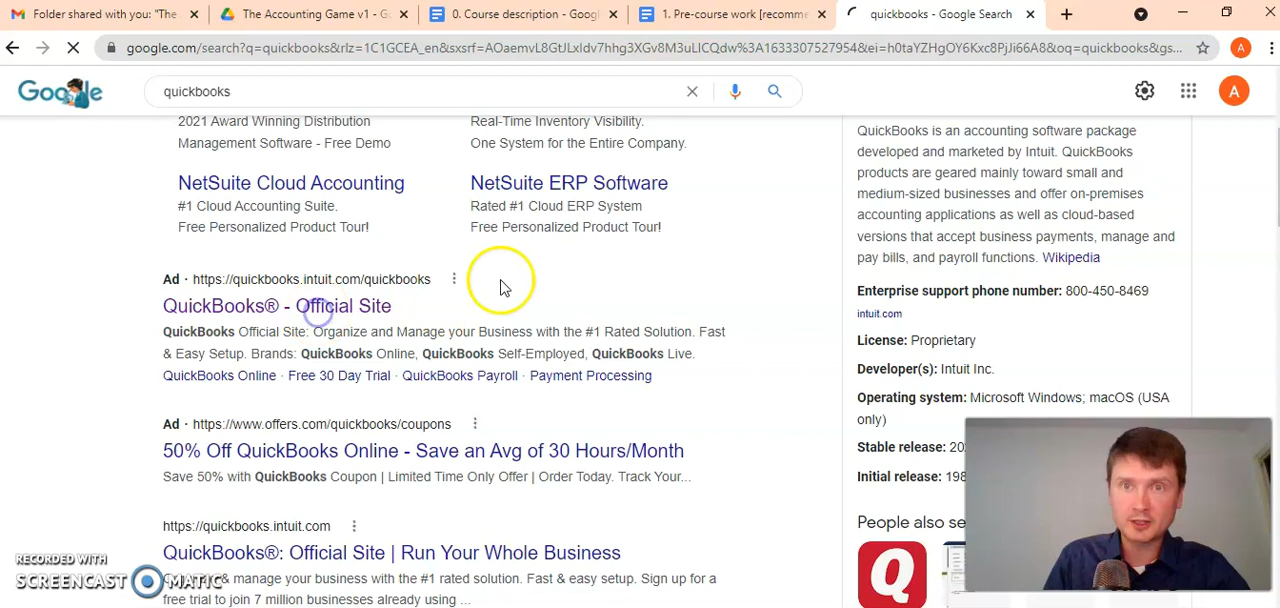 Folder shared with you: "The
The Accounting Game v1 - G
0. Course description - Goog
1. Pre-course work [recomme
quickbooks - Google Search
google.com/search?q=quickbooks&rlz=1C1GCEA_en&sxsrf=AOaemvL8GtJLxIdv7hhg3XGv8M3uLICQdw%3A1633307527954&ei=h0taYZHgOY6Kxc8PjJi66A8&oq=quickbooks&gs...
A
Google
quickbooks
A
2021 Award Winning Distribution
Management Software - Free Demo
Real-Time Inventory Visibility.
One System for the Entire Company.
NetSuite Cloud Accounting
#1 Cloud Accounting Suite.
Free Personalized Product Tour!
NetSuite ERP Software
Rated #1 Cloud ERP System
Free Personalized Product Tour!
Ad · https://quickbooks.intuit.com/quickbooks
QuickBooks® - Official Site
QuickBooks Official Site: Organize and Manage your Business with the #1 Rated Solution. Fast
& Easy Setup. Brands: QuickBooks Online, QuickBooks Self-Employed, QuickBooks Live.
QuickBooks Online · Free 30 Day Trial · QuickBooks Payroll · Payment Processing
Ad · https://www.offers.com/quickbooks/coupons
50% Off QuickBooks Online - Save an Avg of 30 Hours/Month
Save 50% with QuickBooks Coupon | Limited Time Only Offer | Order Today. Track Your...
https://quickbooks.intuit.com
QuickBooks®: Official Site | Run Your Whole Business
& manage your business with the #1 rated solution. Fast & easy setup. Sign up for a
free trial to join 7 million businesses already using ...
QuickBooks is an accounting software package
developed and marketed by Intuit. QuickBooks
products are geared mainly toward small and
medium-sized businesses and offer on-premises
accounting applications as well as cloud-based
versions that accept business payments, manage and
pay bills, and payroll functions. Wikipedia
Enterprise support phone number: 800-450-8469
intuit.com
License: Proprietary
Developer(s): Intuit Inc.
Operating system: Microsoft Windows; macOS (USA
only)
Stable release: 20
Initial release: 198
People also se
Q
RECORDED WITH
SCREENCAST MATIC